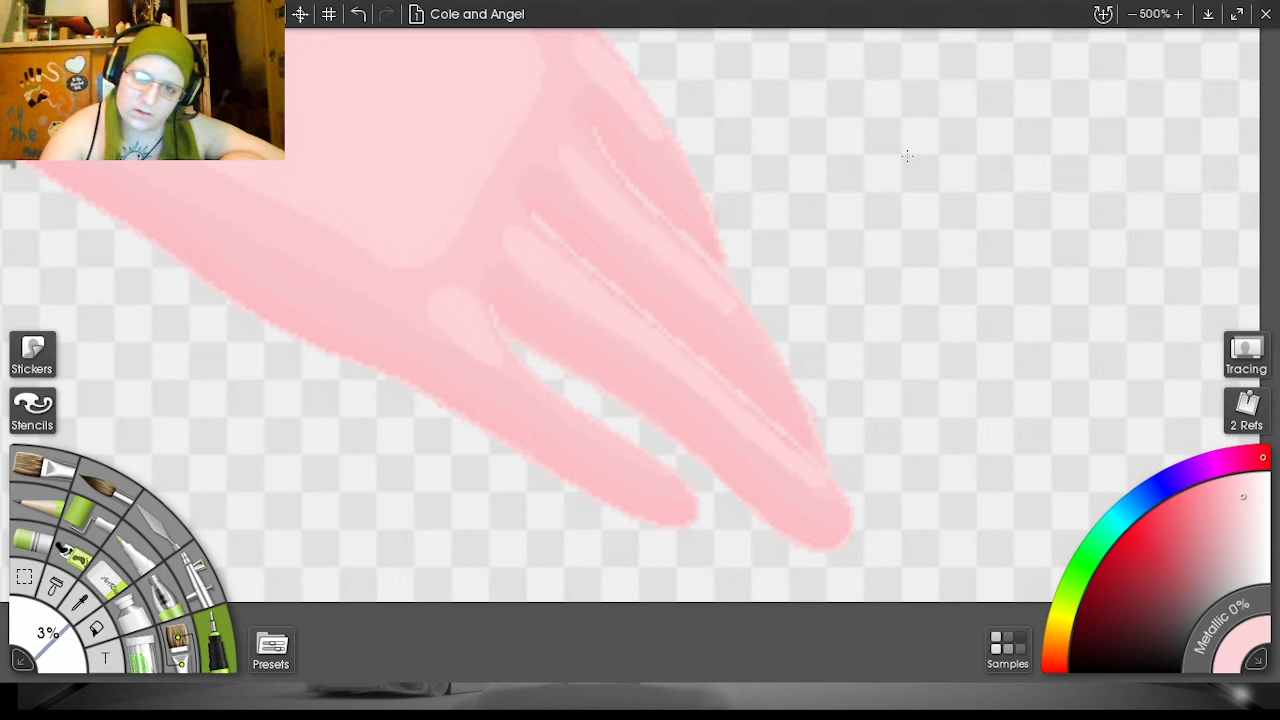 Cole and Angel
500%
Stickers
Stencils
Tracing
2 Refs
3%
T
Presets
Samples
Metallic 0%